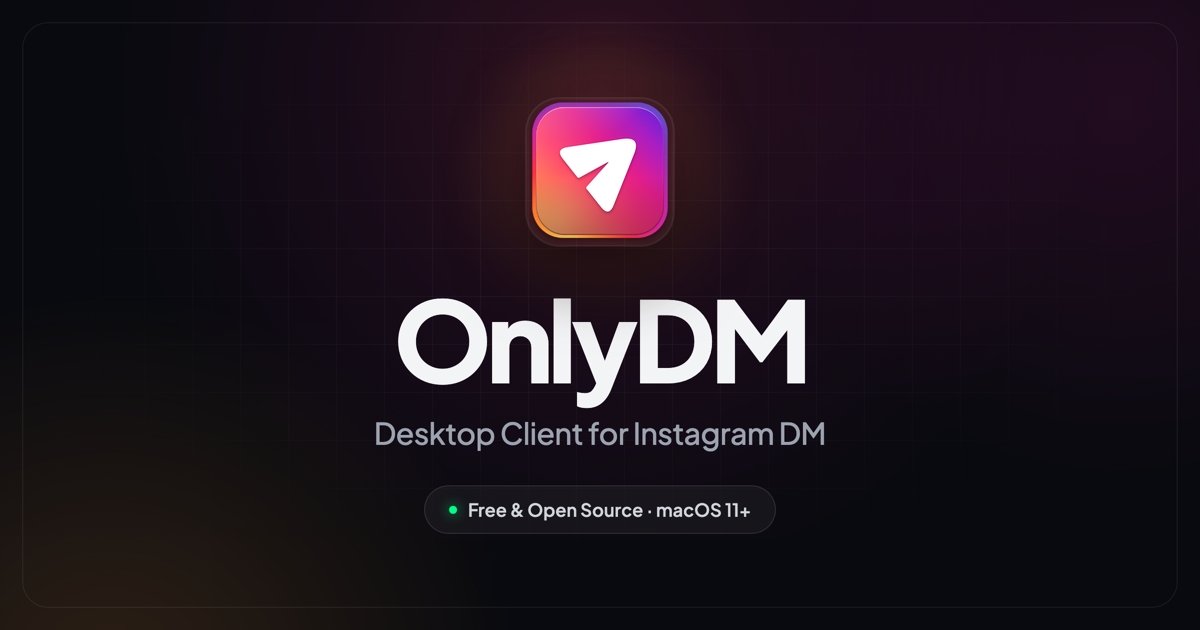 OnlyDM
Desktop Client for Instagram DM
Free & Open Source · macOS 11+